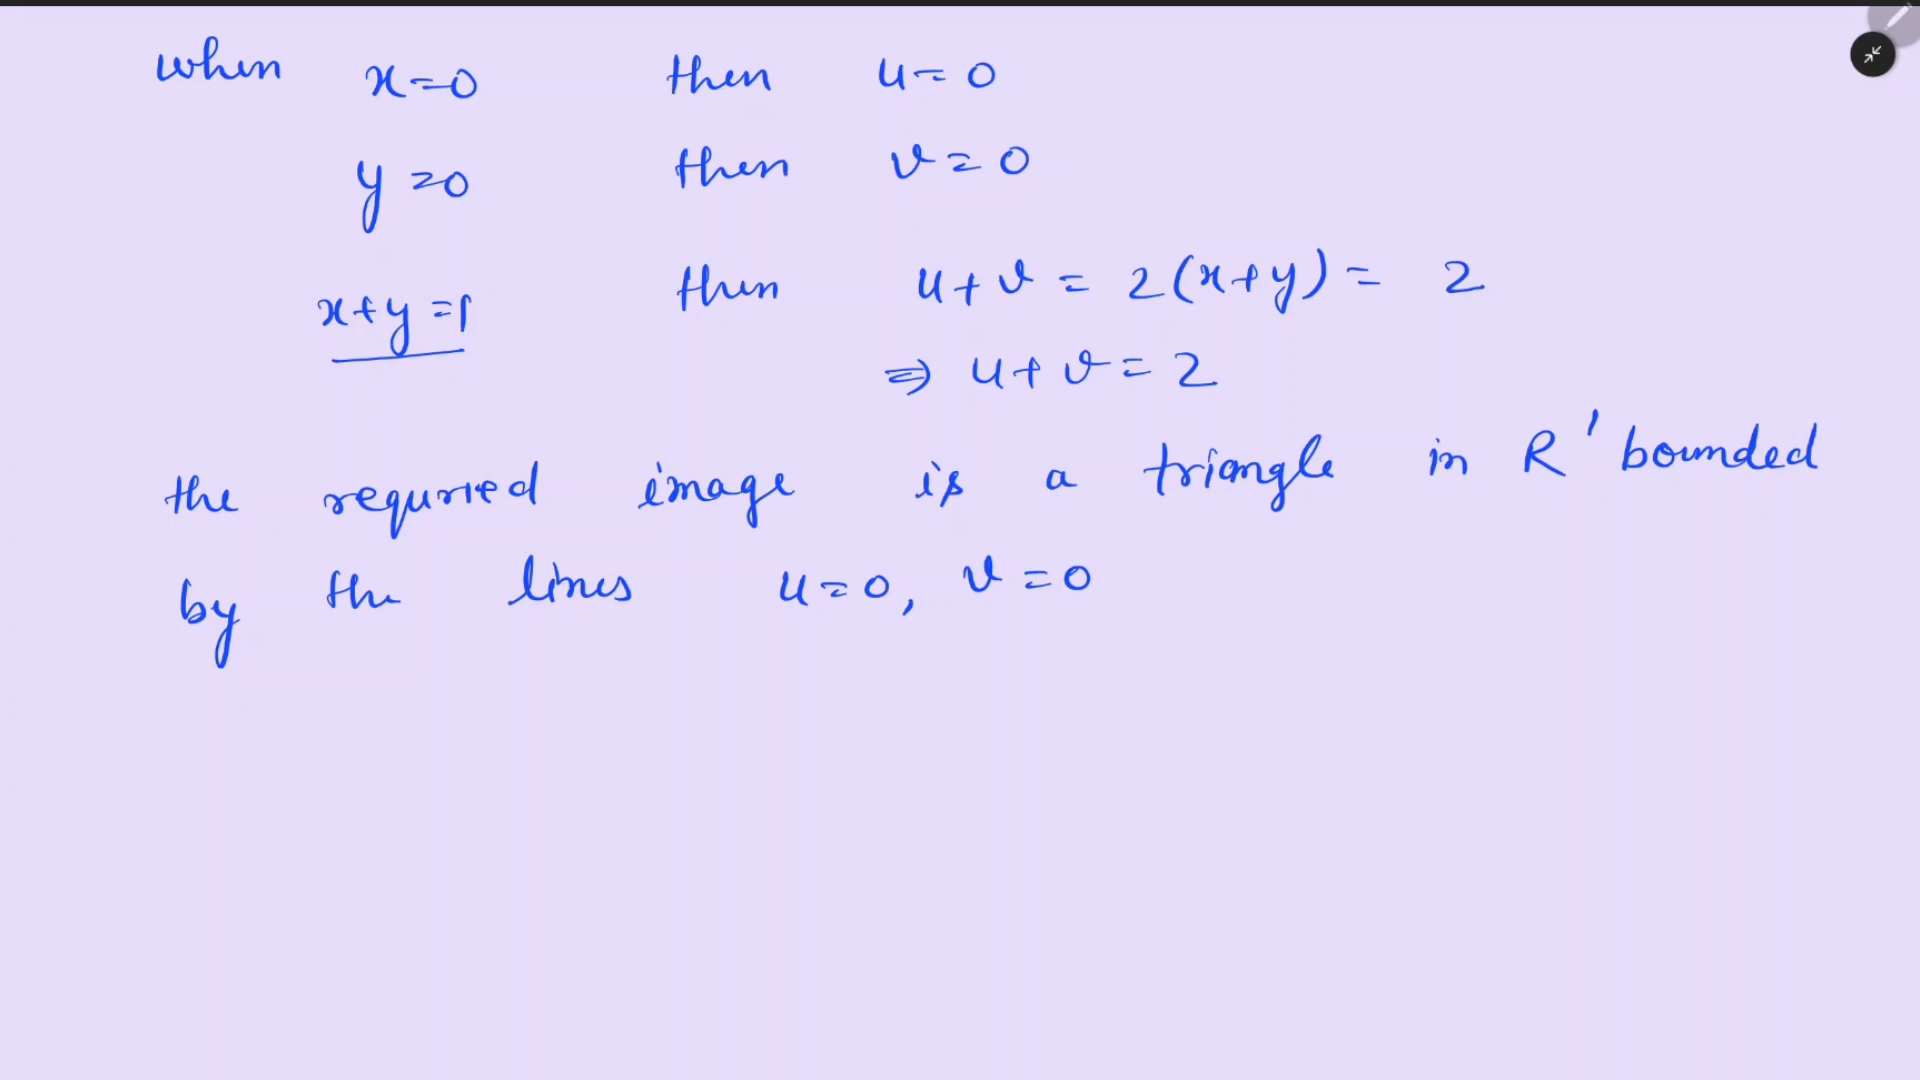 when x=0 then u=0
y=0 then v=0
x+y=1 then u+v = 2(x+y) = 2
⇒ u+v=2
the required image is a triangle in R' bounded
by the lines u=0, v=0